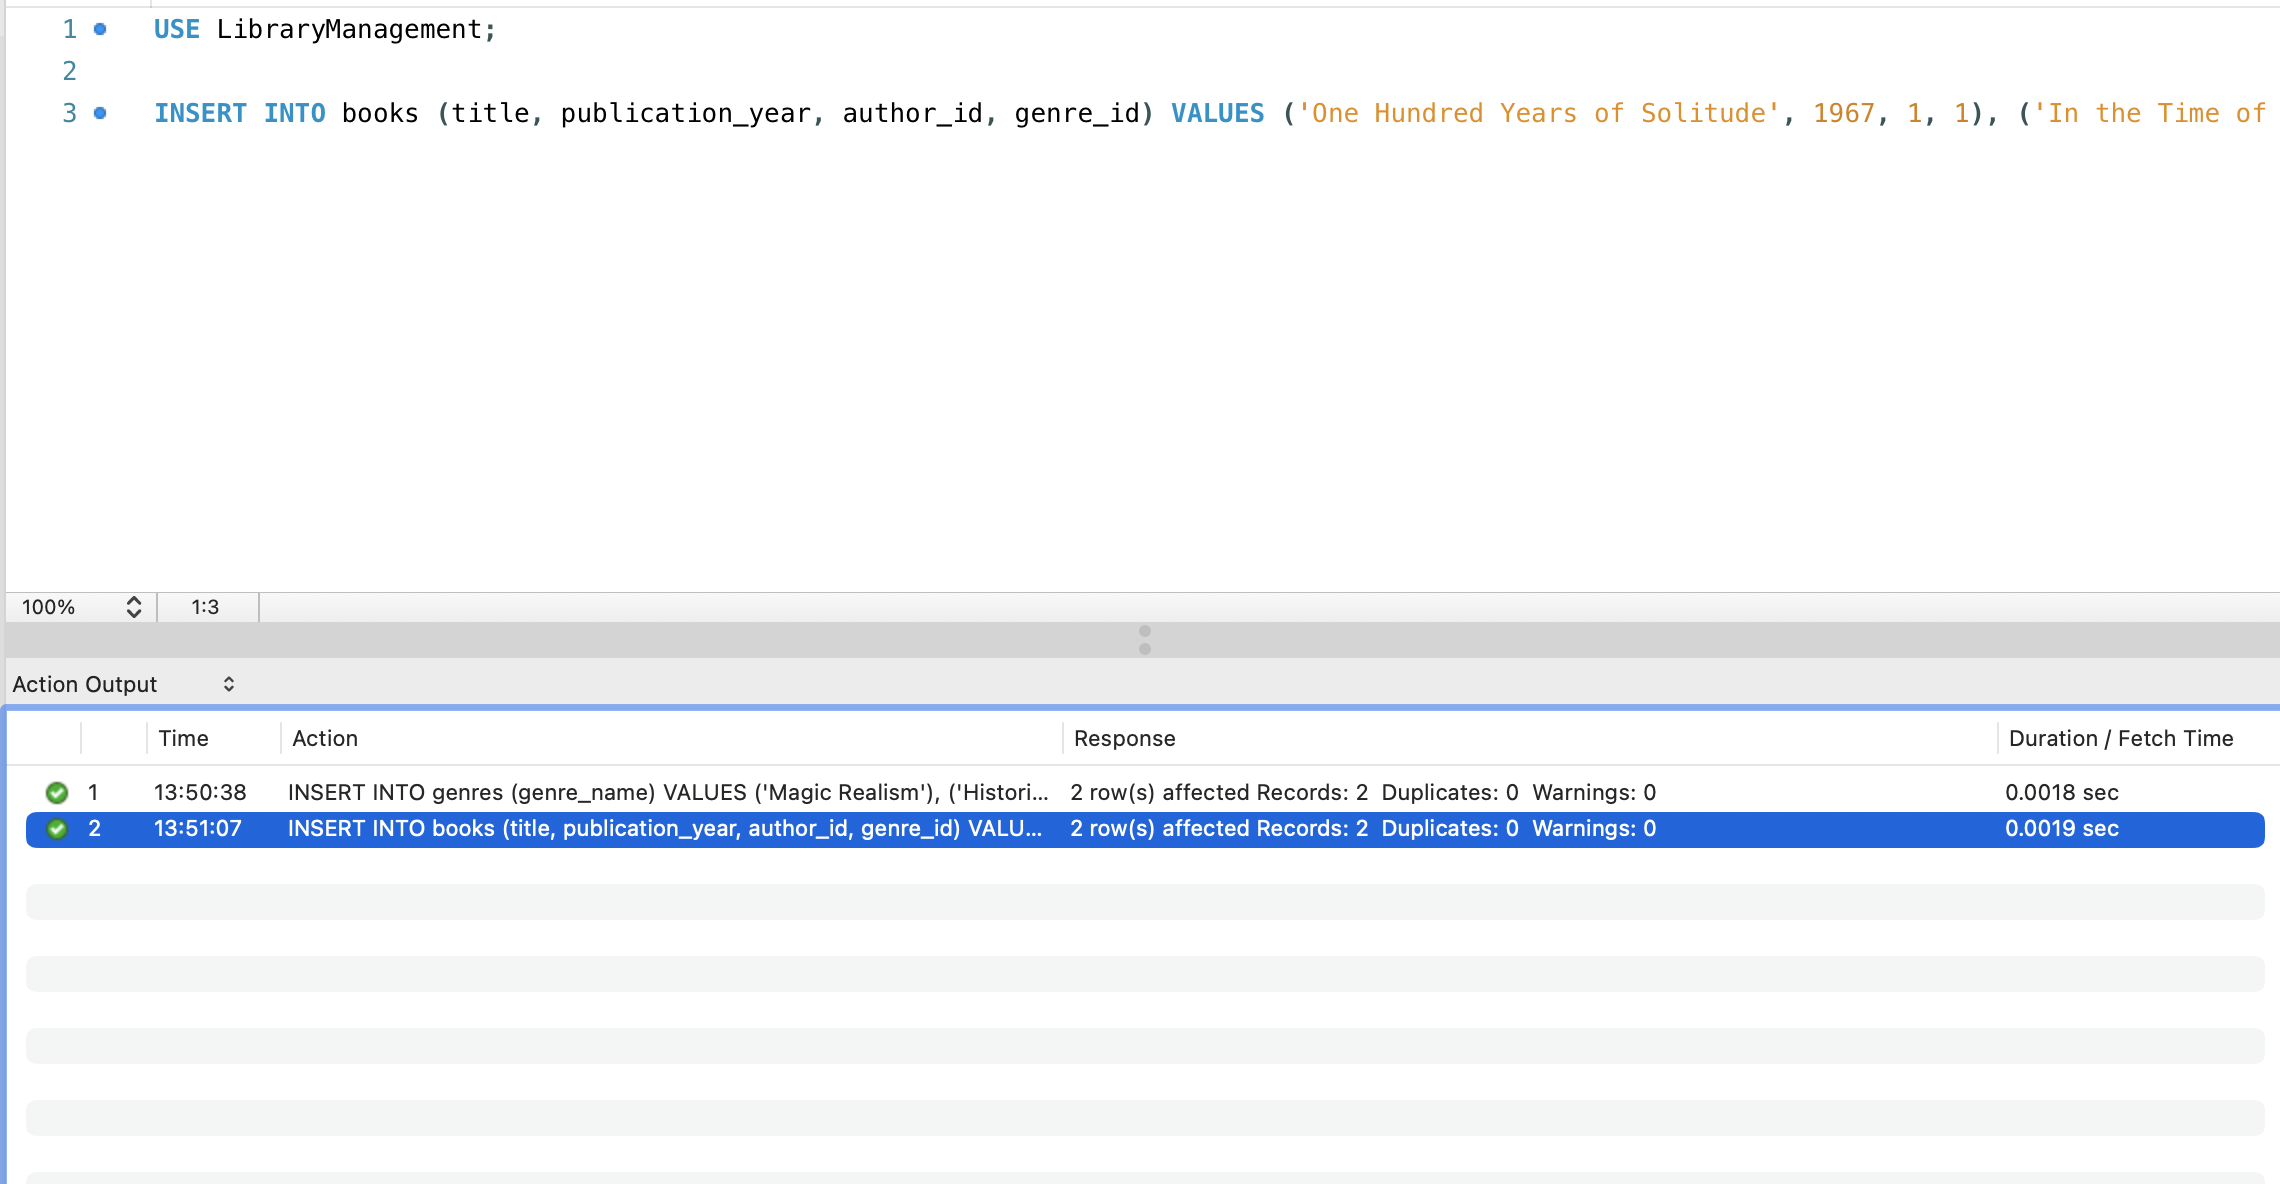 1 USE LibraryManagement;
2
3 INSERT INTO books (title, publication_year, author_id, genre_id) VALUES ('One Hundred Years of Solitude', 1967, 1, 1), ('In the Time of
100% 1:3
Action Output
Time Action Response Duration / Fetch Time
1 13:50:38 INSERT INTO genres (genre_name) VALUES ('Magic Realism'), ('Histori... 2 row(s) affected Records: 2 Duplicates: 0 Warnings: 0 0.0018 sec
2 13:51:07 INSERT INTO books (title, publication_year, author_id, genre_id) VALU... 2 row(s) affected Records: 2 Duplicates: 0 Warnings: 0 0.0019 sec